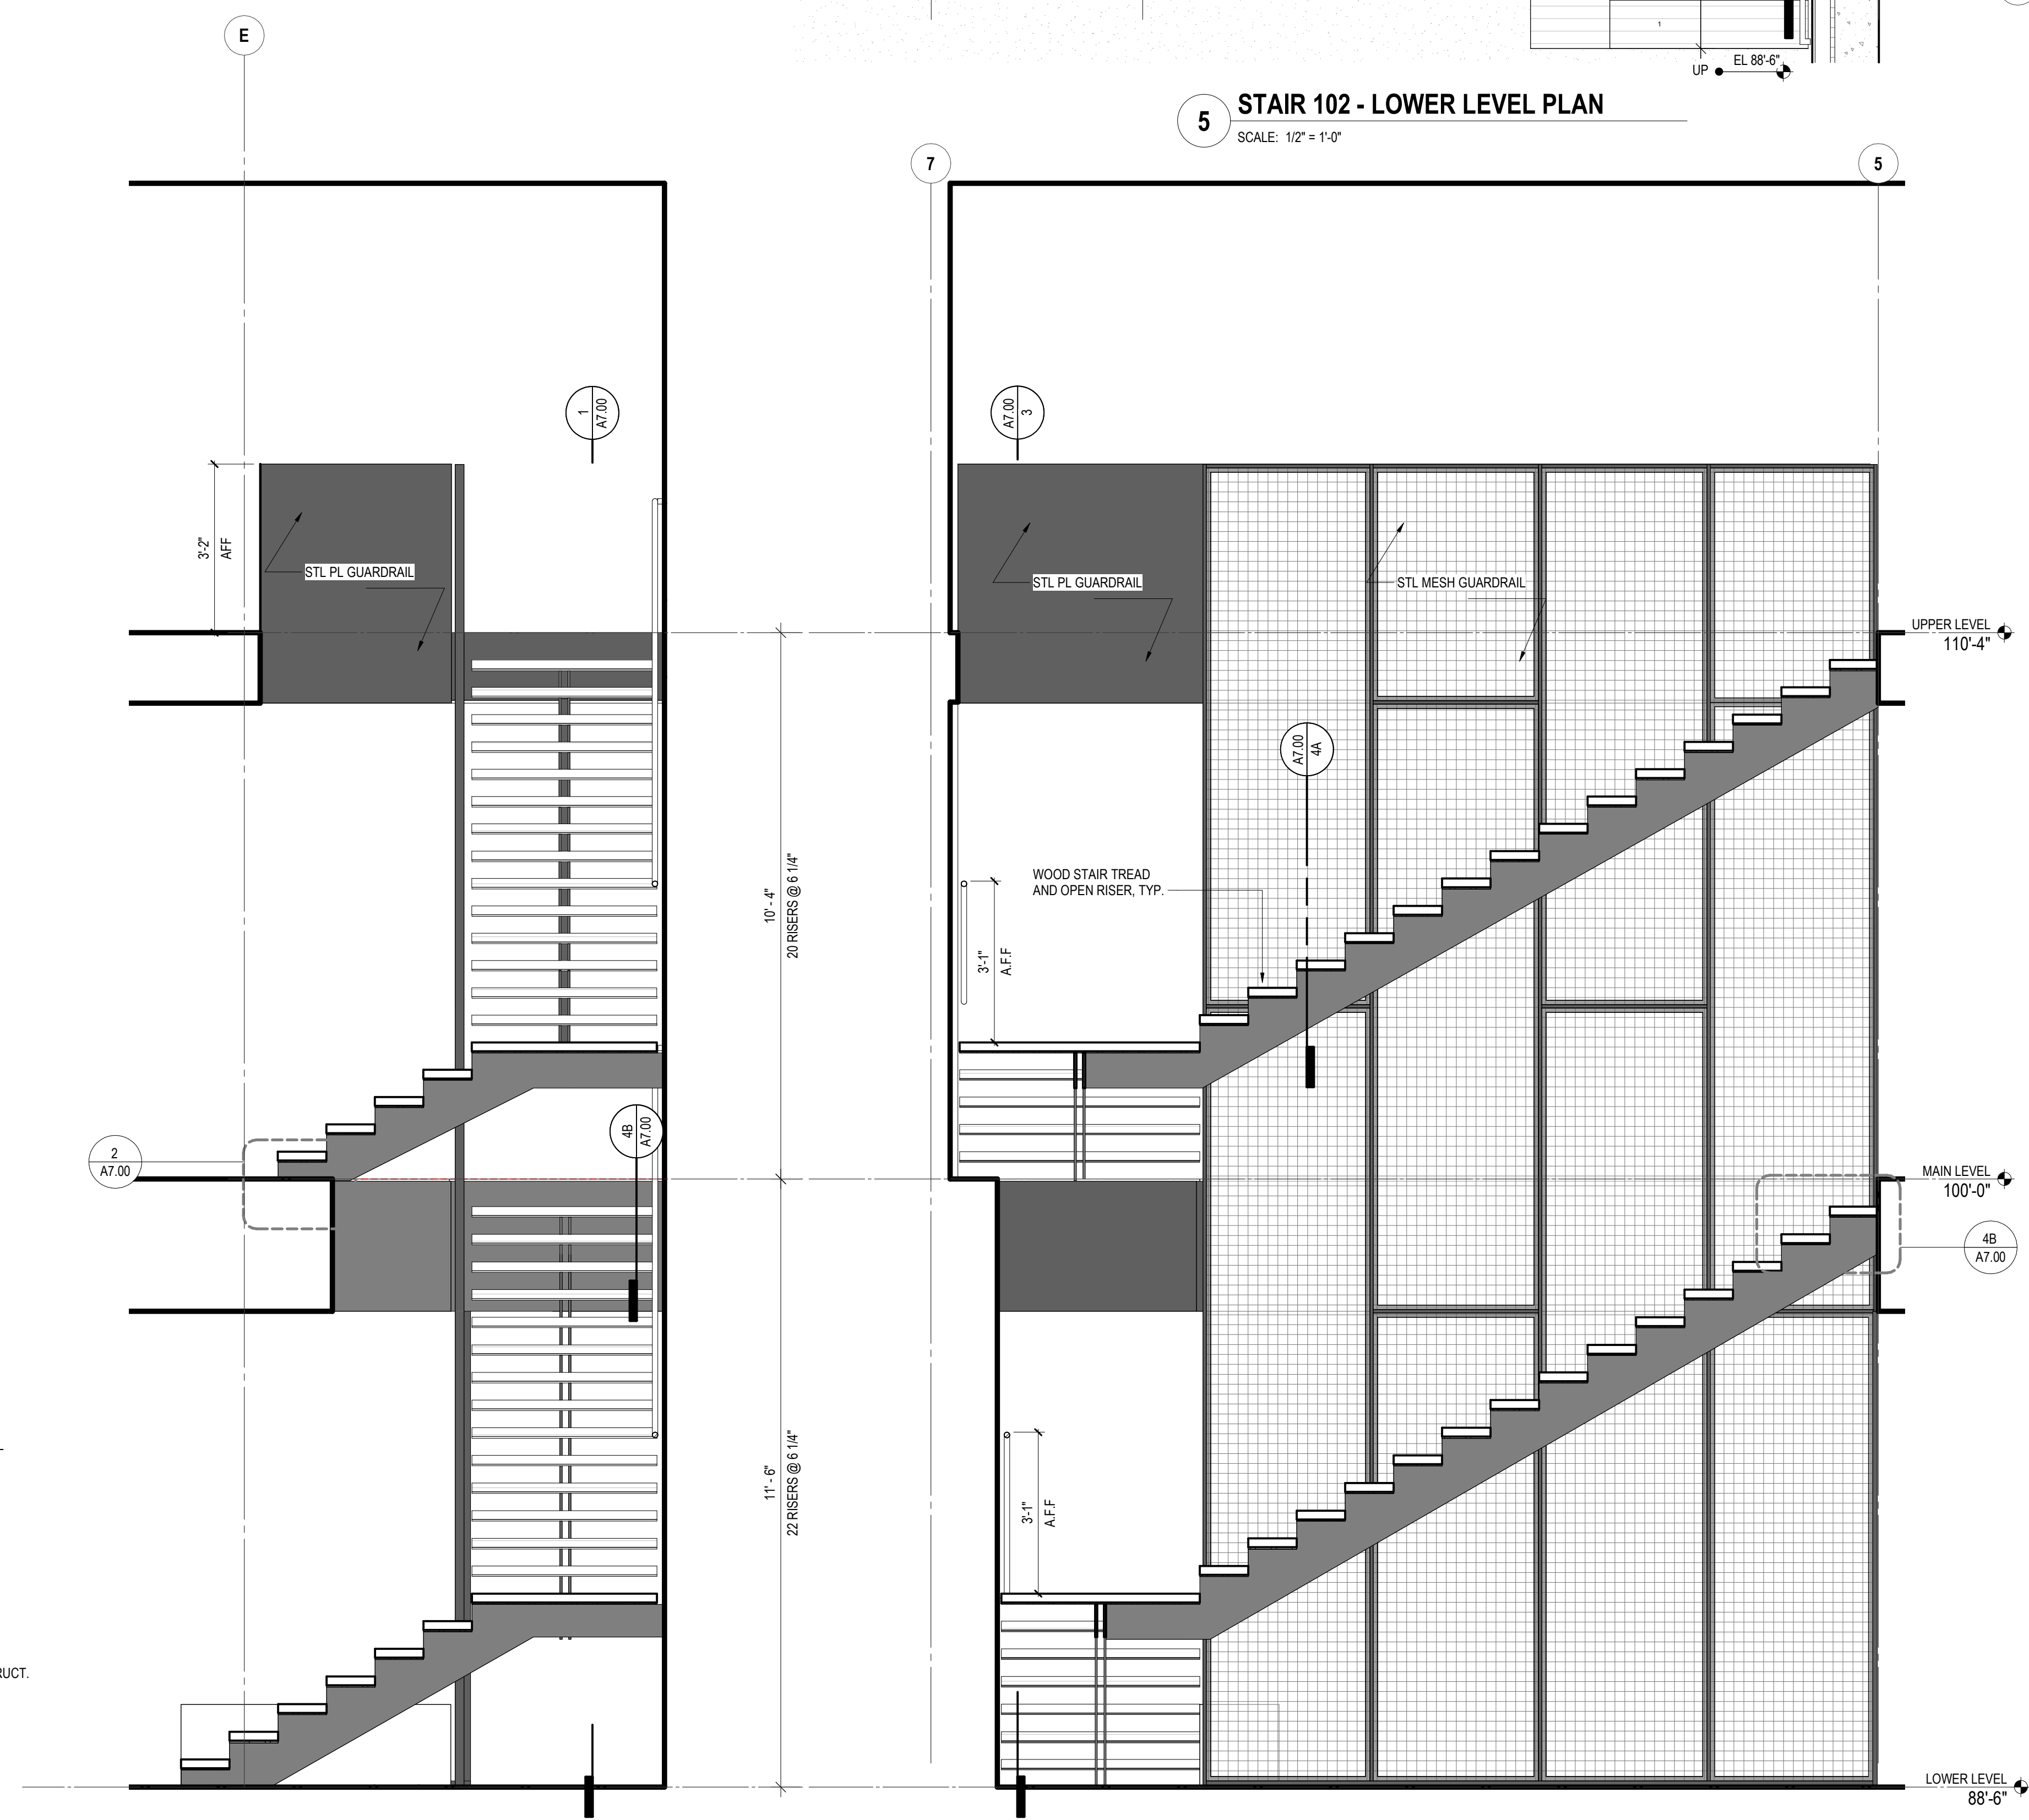 E
1
UP
EL 88'-6"
5
STAIR 102 - LOWER LEVEL PLAN
SCALE: 1/2" = 1'-0"
7
5
1
A7.00
A7.00
3
3'-2"
AFF
STL PL GUARDRAIL
STL PL GUARDRAIL
STL MESH GUARDRAIL
UPPER LEVEL
110'-4"
A7.00
4A
10' - 4"
20 RISERS @ 6 1/4"
WOOD STAIR TREAD
AND OPEN RISER, TYP.
3'-1"
A.F.F
4B
A7.00
2
A7.00
MAIN LEVEL
100'-0"
4B
A7.00
11' - 6"
22 RISERS @ 6 1/4"
3'-1"
A.F.F
RUCT.
LOWER LEVEL
88'-6"